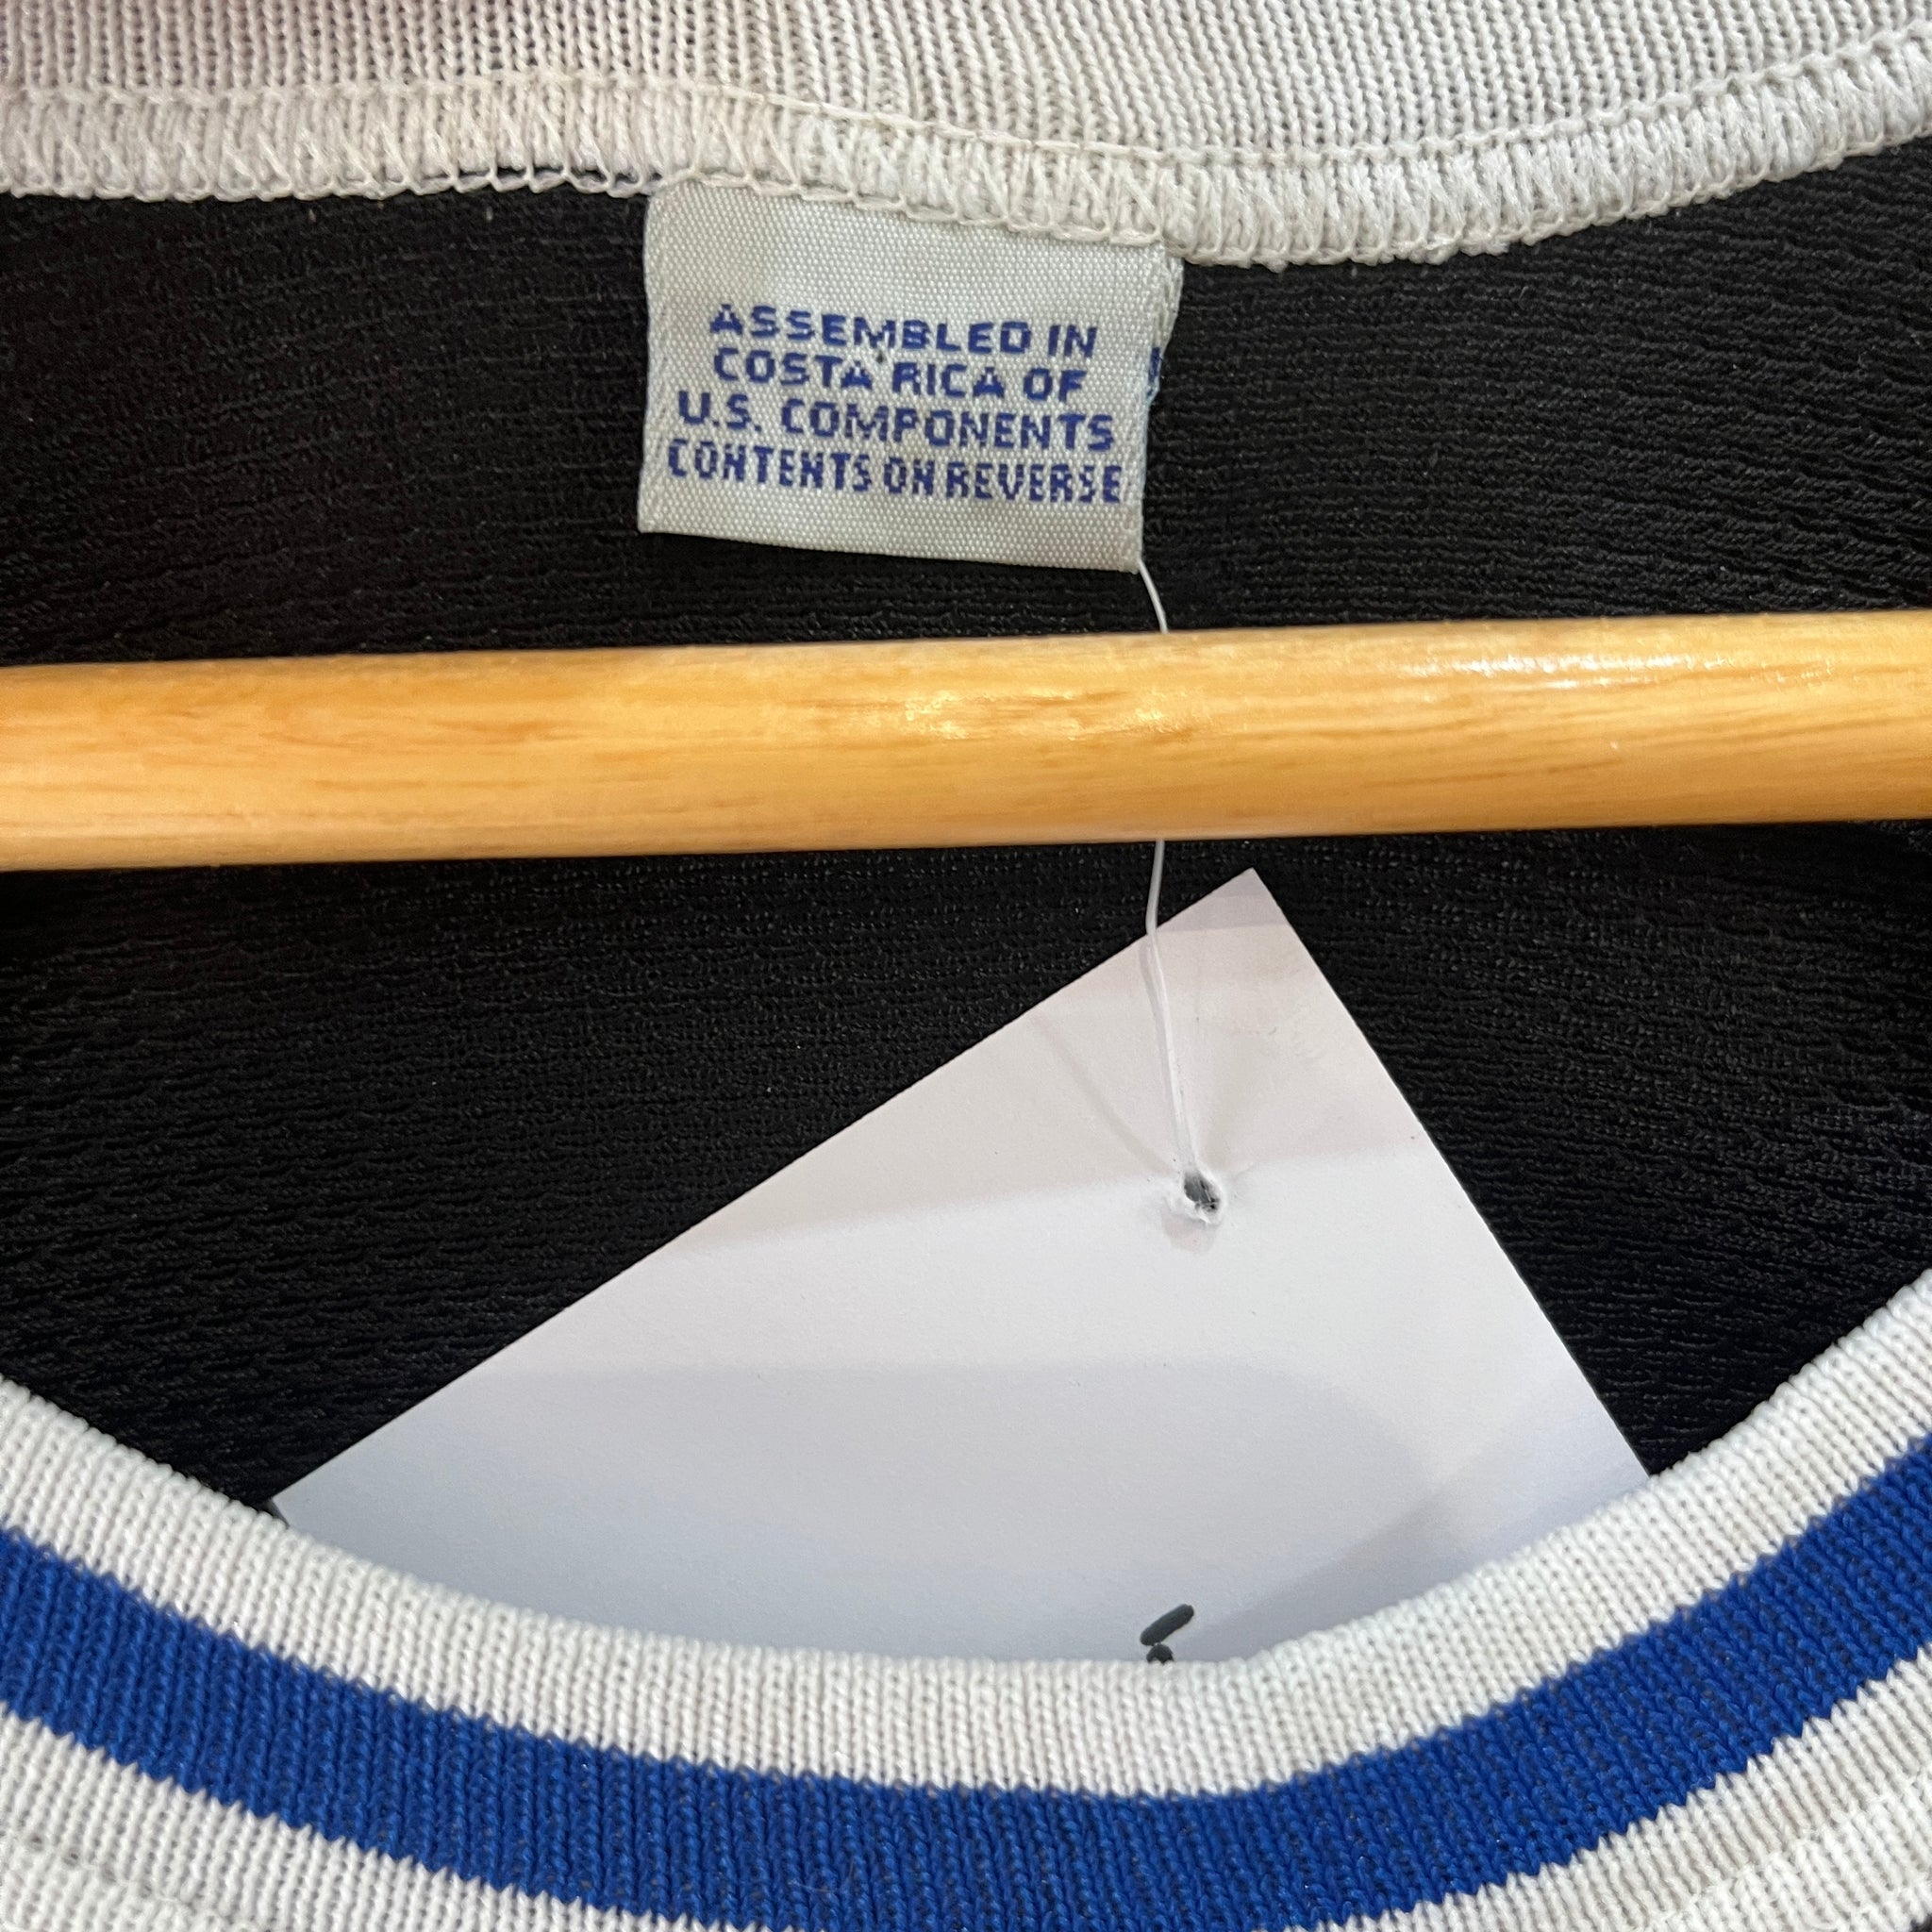 ASSEMBLED IN
COSTA RICA OF
U.S. COMPONENTS
CONTENTS ON REVERSE